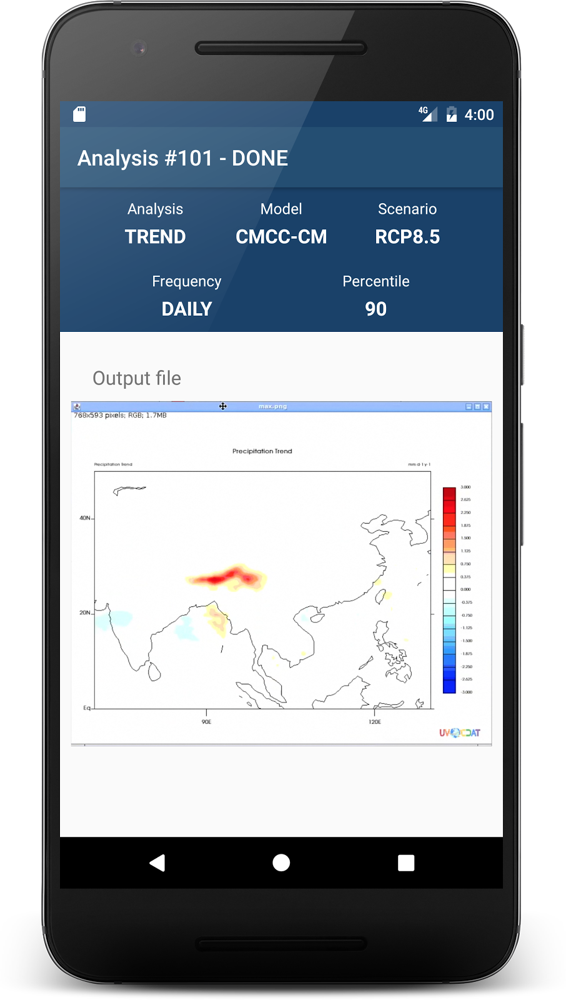 4G 4:00
Analysis #101 - DONE
Analysis Model Scenario
TREND CMCC-CM RCP8.5
Frequency Percentile
DAILY 90
Output file
max.png
768x593 pixels; RGB; 1.7MB
Precipitation Trend
Precipitation Trend mm d-1 y-1
3.000
2.625
2.250
1.875
1.500
1.125
0.750
0.375
0.000
-0.375
-0.750
-1.125
-1.500
-1.875
-2.250
-2.625
-3.000
40N
20N
Eq
90E 120E
UV CDAT